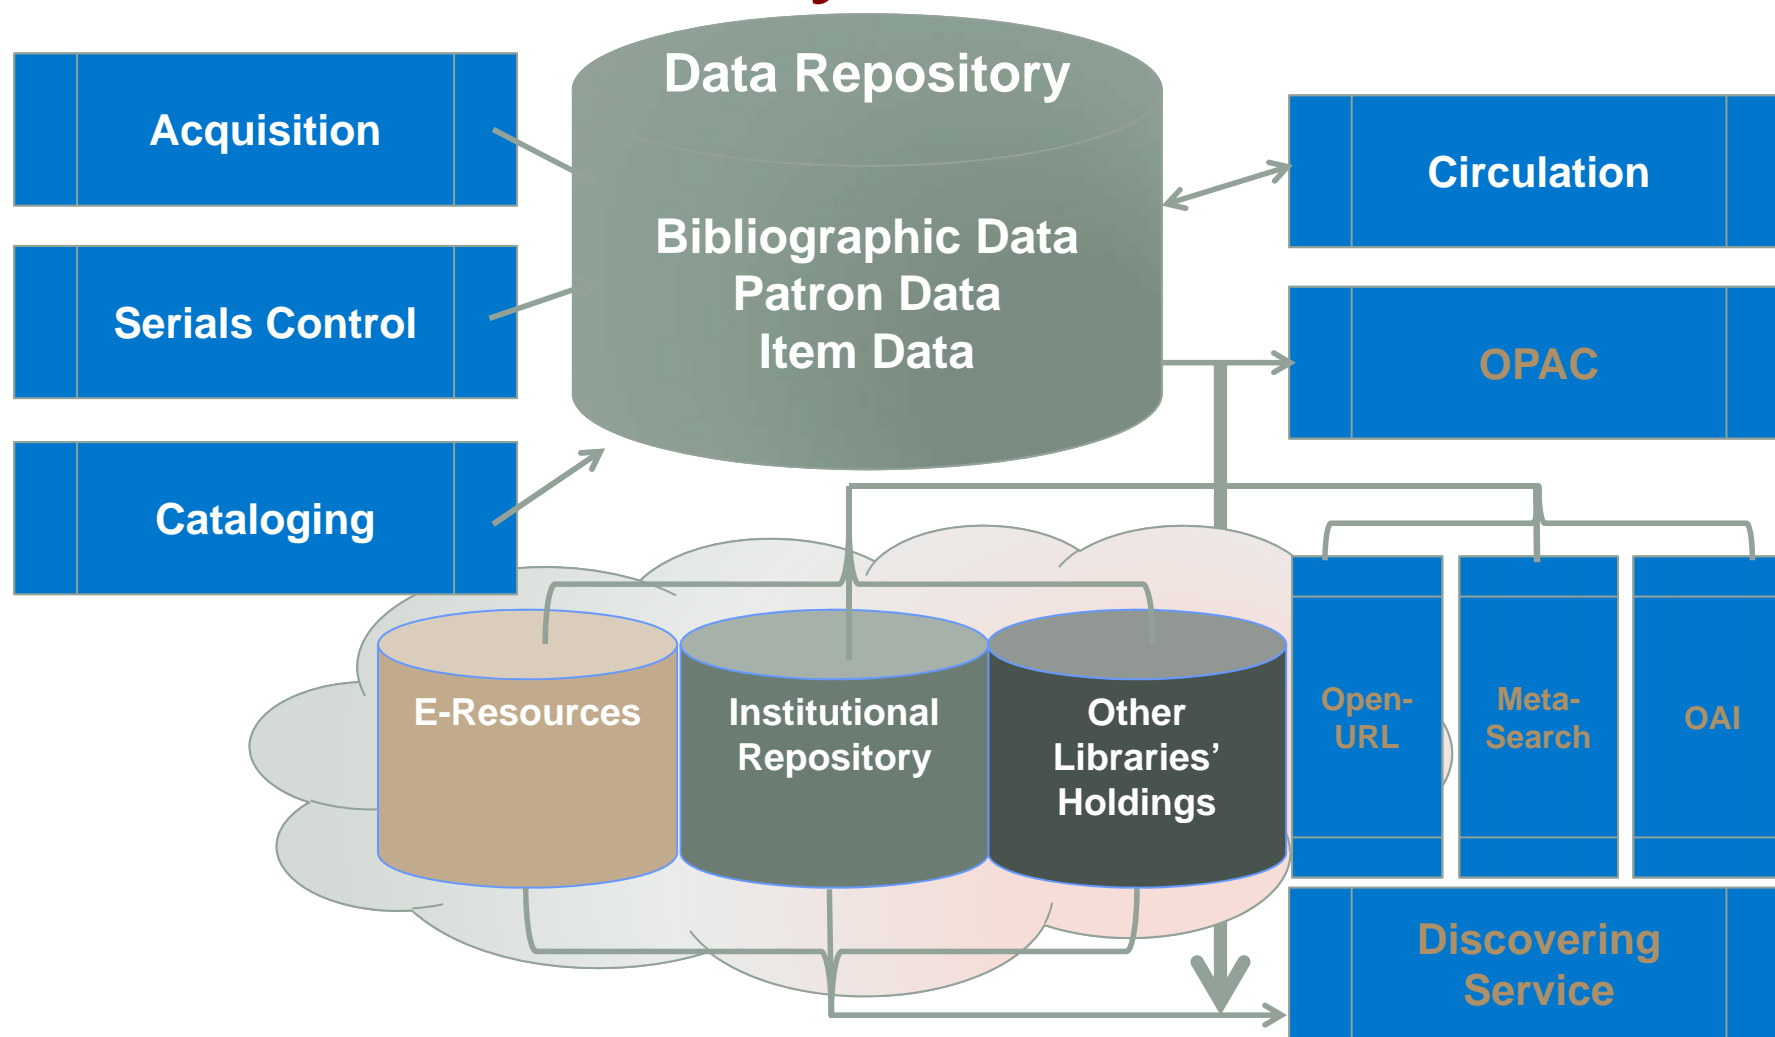 Data Repository
Acquisition
Circulation
Bibliographic Data
Patron Data
Item Data
Serials Control
OPAC
Cataloging
E-Resources
Institutional
Repository
Other
Libraries’
Holdings
Open-
URL
Meta-
Search
OAI
Discovering
Service